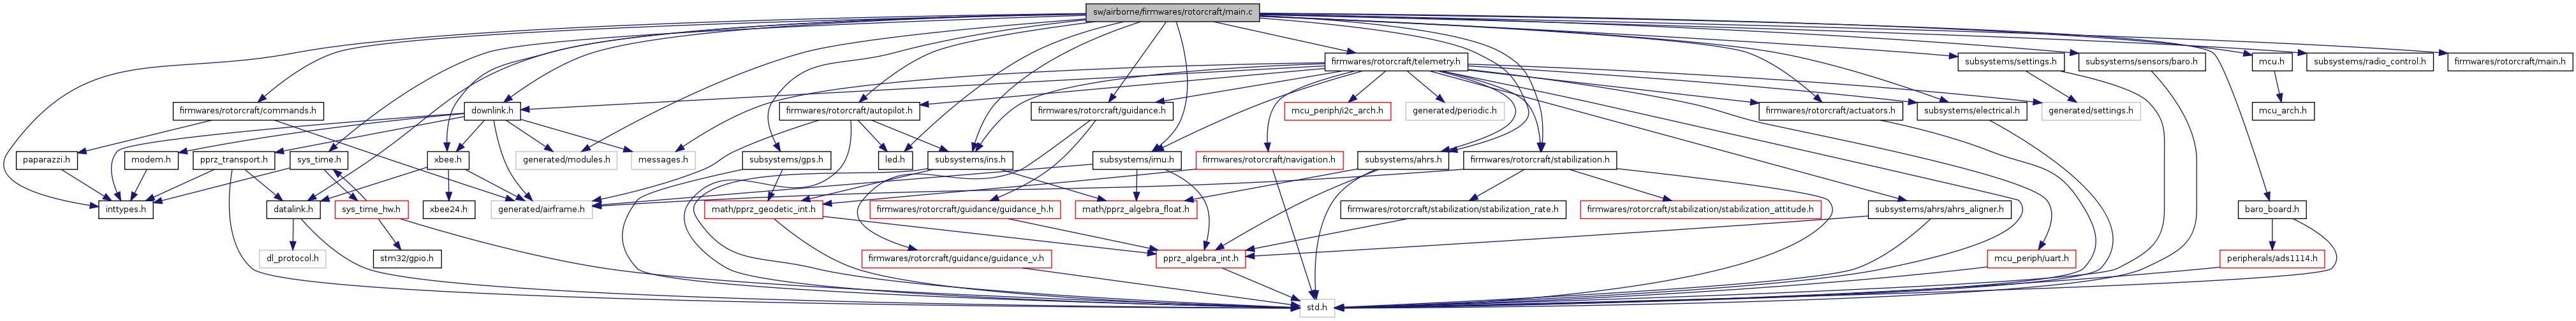 sw/airborne/firmwares/rotorcraft/main.c
firmwares/rotorcraft/telemetry.h
subsystems/settings.h
subsystems/sensors/baro.h
mcu.h
subsystems/radio_control.h
firmwares/rotorcraft/main.h
firmwares/rotorcraft/commands.h
downlink.h
firmwares/rotorcraft/autopilot.h
firmwares/rotorcraft/guidance.h
mcu_periph/i2c_arch.h
generated/periodic.h
firmwares/rotorcraft/actuators.h
subsystems/electrical.h
generated/settings.h
mcu_arch.h
paparazzi.h
modem.h
pprz_transport.h
sys_time.h
xbee.h
generated/modules.h
messages.h
subsystems/gps.h
led.h
subsystems/ins.h
subsystems/imu.h
firmwares/rotorcraft/navigation.h
subsystems/ahrs.h
firmwares/rotorcraft/stabilization.h
inttypes.h
datalink.h
sys_time_hw.h
xbee24.h
generated/airframe.h
math/pprz_geodetic_int.h
firmwares/rotorcraft/guidance/guidance_h.h
math/pprz_algebra_float.h
firmwares/rotorcraft/stabilization/stabilization_rate.h
firmwares/rotorcraft/stabilization/stabilization_attitude.h
subsystems/ahrs/ahrs_aligner.h
baro_board.h
dl_protocol.h
stm32/gpio.h
firmwares/rotorcraft/guidance/guidance_v.h
pprz_algebra_int.h
mcu_periph/uart.h
peripherals/ads1114.h
std.h